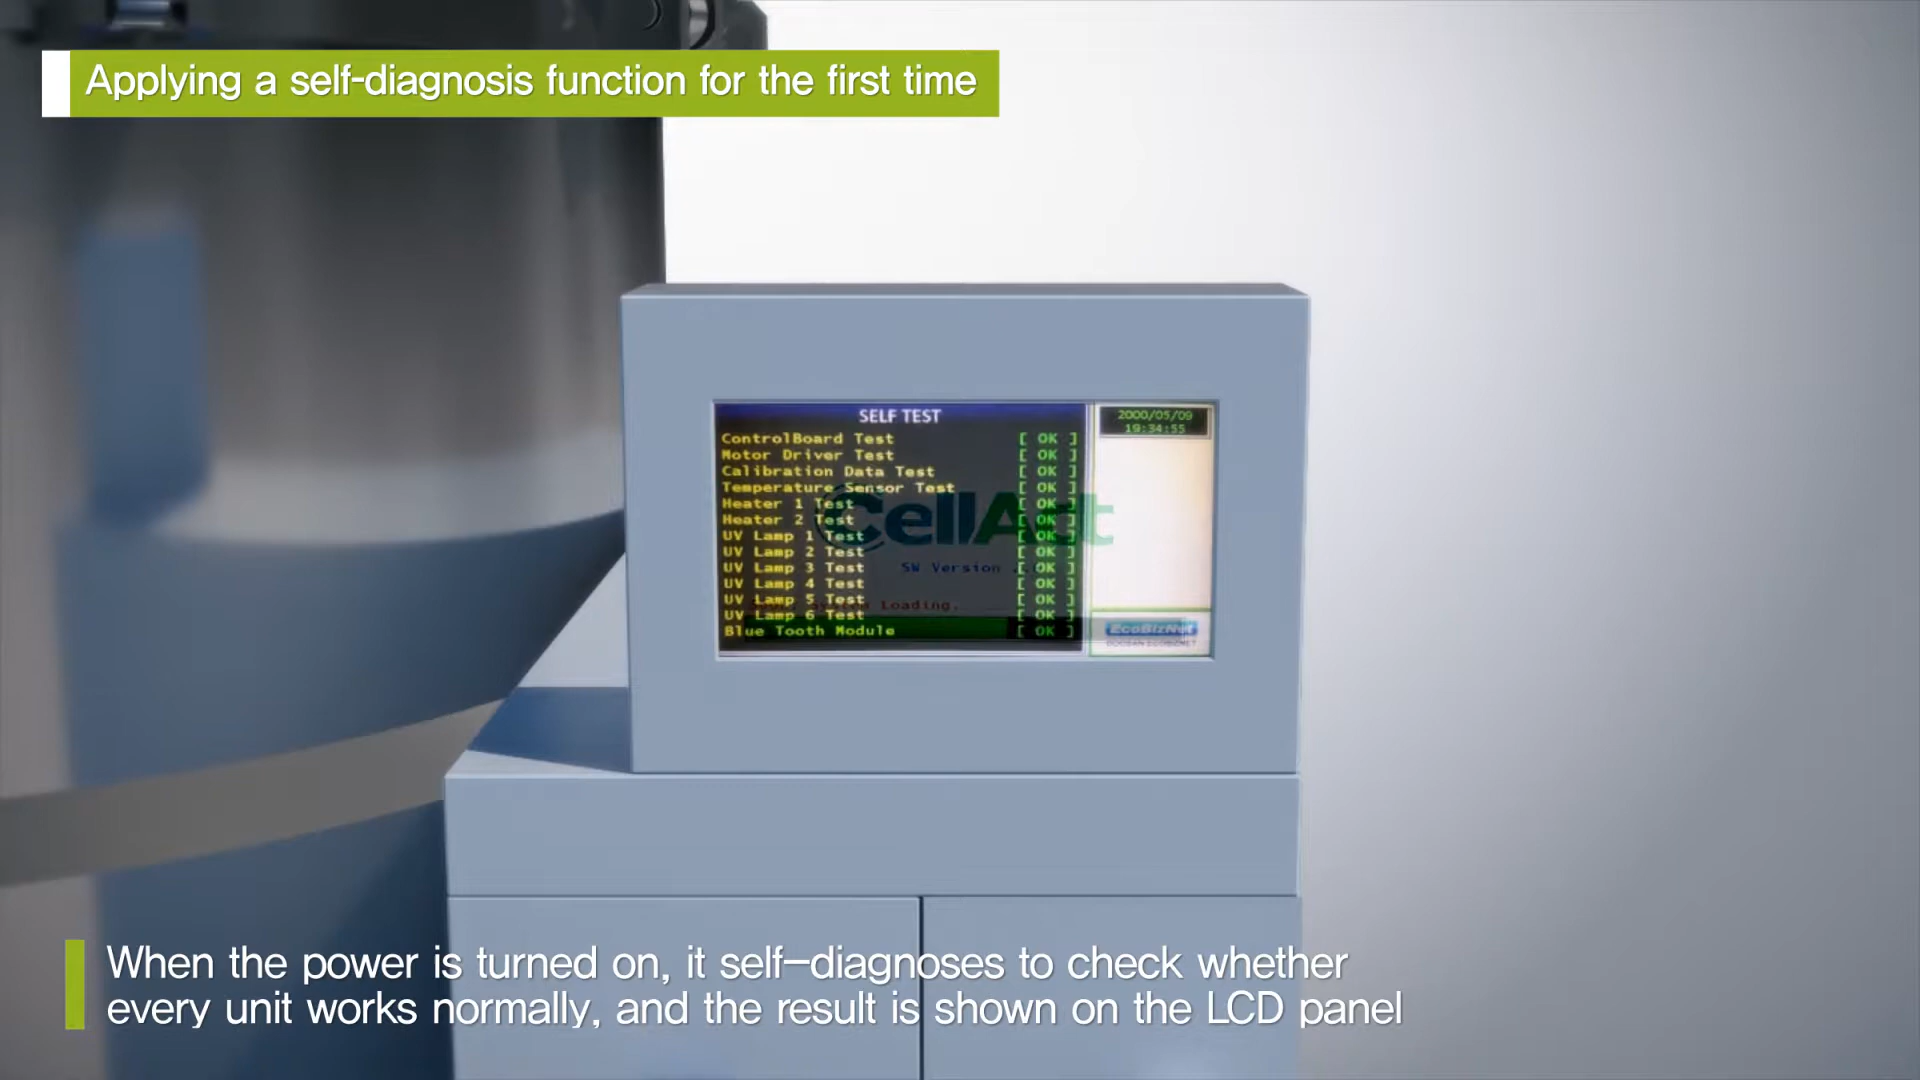 Applying a self-diagnosis function for the first time
SELF TEST
2000/05/09
19:34:55
ControlBoard Test [ OK ]
Motor Driver Test [ OK ]
Calibration Data Test [ OK ]
Temperature Sensor Test [ OK ]
Heater 1 Test [ OK ]
Heater 2 Test [ OK ]
CellAct
UV Lamp 1 Test [ OK ]
UV Lamp 2 Test [ OK ]
UV Lamp 3 Test [ OK ]
SW Version
UV Lamp 4 Test [ OK ]
UV Lamp 5 Test [ OK ]
Loading.
UV Lamp 6 Test [ OK ]
Blue Tooth Module [ OK ]
EcoBizNet
When the power is turned on, it self-diagnoses to check whether
every unit works normally, and the result is shown on the LCD panel